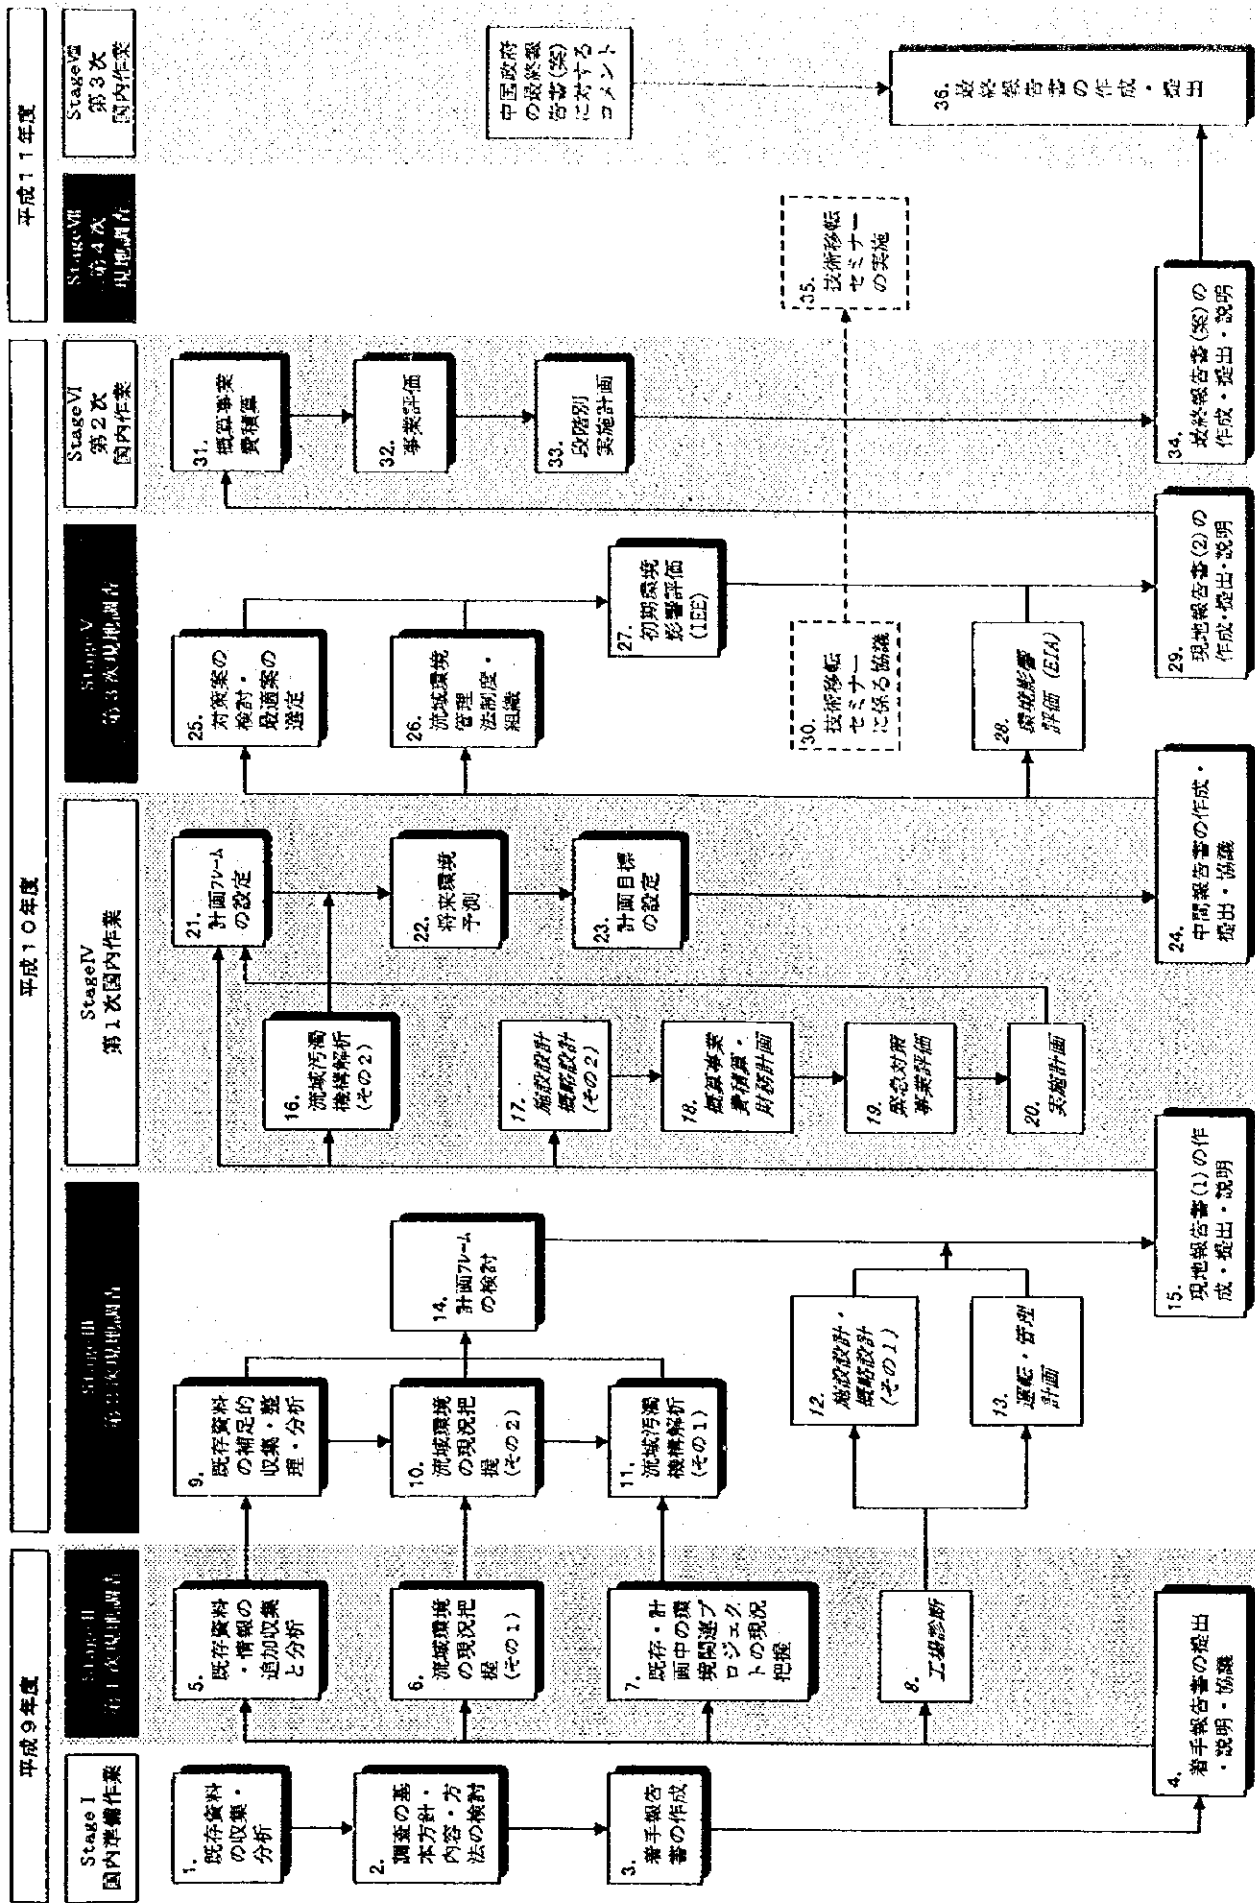 平成9年度
平成10年度
平成11年度
Stage I
国内準備作業
Stage II
第1次現地調査
Stage III
第2次現地調査
Stage IV
第1次国内作業
Stage V
第3次現地調査
Stage VI
第2次
国内作業
Stage VII
第4次
現地調査
Stage VIII
第3次
国内作業
1.
既存資料
の収集・
分析
2.
調査の基
本方針・
内容・方
法の検討
3.
着手報告
書の作成
4.
着手報告書の提出
・説明・協議
5.
既存資料
・情報の
追加収集
と分析
6.
流域環境
の現況把
握
(その1)
7.
既存・計
画中の環
境関連プ
ロジェク
トの現況
把握
8.
工場診断
9.
既存資料
の補足的
収集・整
理・分析
10.
流域環境
の現況把
握
(その2)
11.
流域汚濁
機構解析
(その1)
12.
施設設計・
概略設計
(その1)
13.
運転・管理
計画
14.
計画フレーム
の検討
15.
現地報告書(1)の作
成・提出・説明
16.
流域汚濁
機構解析
(その2)
17.
施設設計
概略設計
(その2)
18.
概算事業
費積算・
財務計画
19.
緊急対策
事業評価
20.
実施計画
21.
計画フレーム
の設定
22.
将来環境
予測
23.
計画目標
の設定
24.
中間報告書の作成・
提出・協議
25.
対策案の
検討・
最適案の
選定
26.
流域環境
管理
法制度・
組織
27.
初期環境
影響評価
(IEE)
28.
環境影響
評価(EIA)
29.
現地報告書(2)の
作成・提出・説明
30.
技術移転
セミナー
に係る協議
31.
概算事業
費積算
32.
事業評価
33.
段階別
実施計画
34.
最終報告書(案)の
作成・提出・説明
35.
技術移転
セミナー
の実施
中国政府
の最終報
告書(案)
に対する
コメント
36.
最終報告書の作成・提出